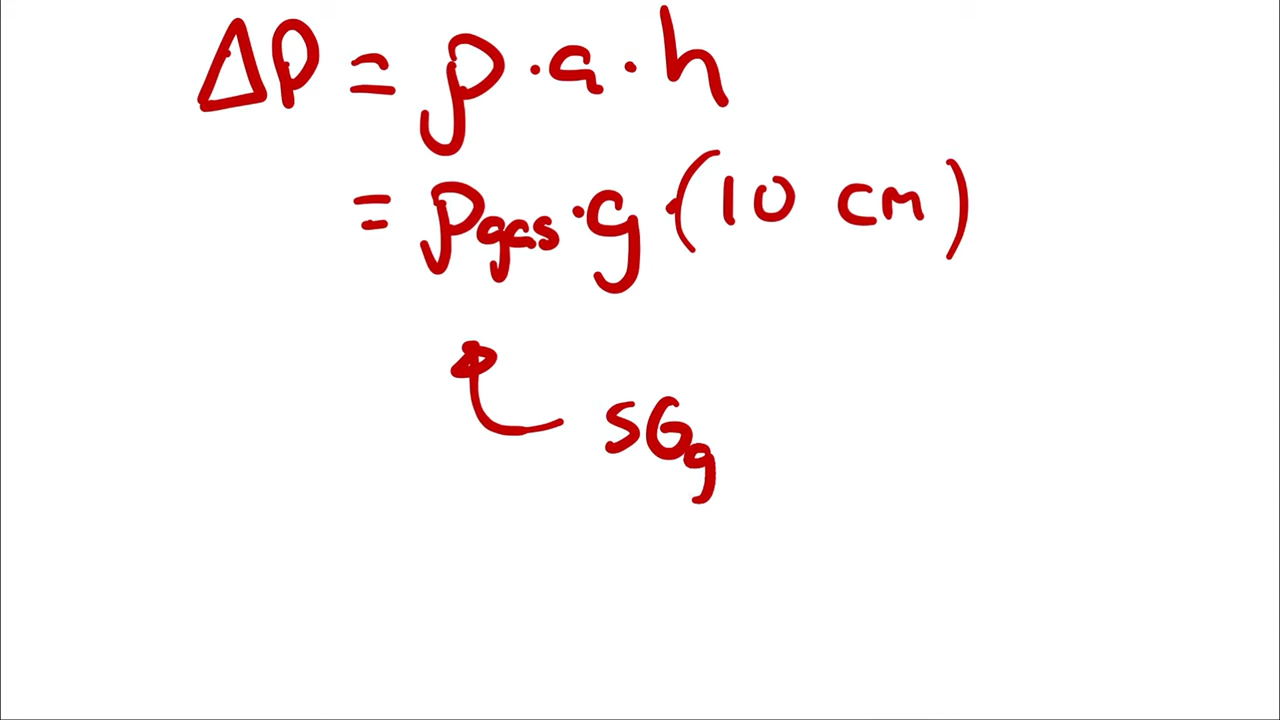 ΔP = ρ · a · h
= ρgas · g · (10 cm)
SGg